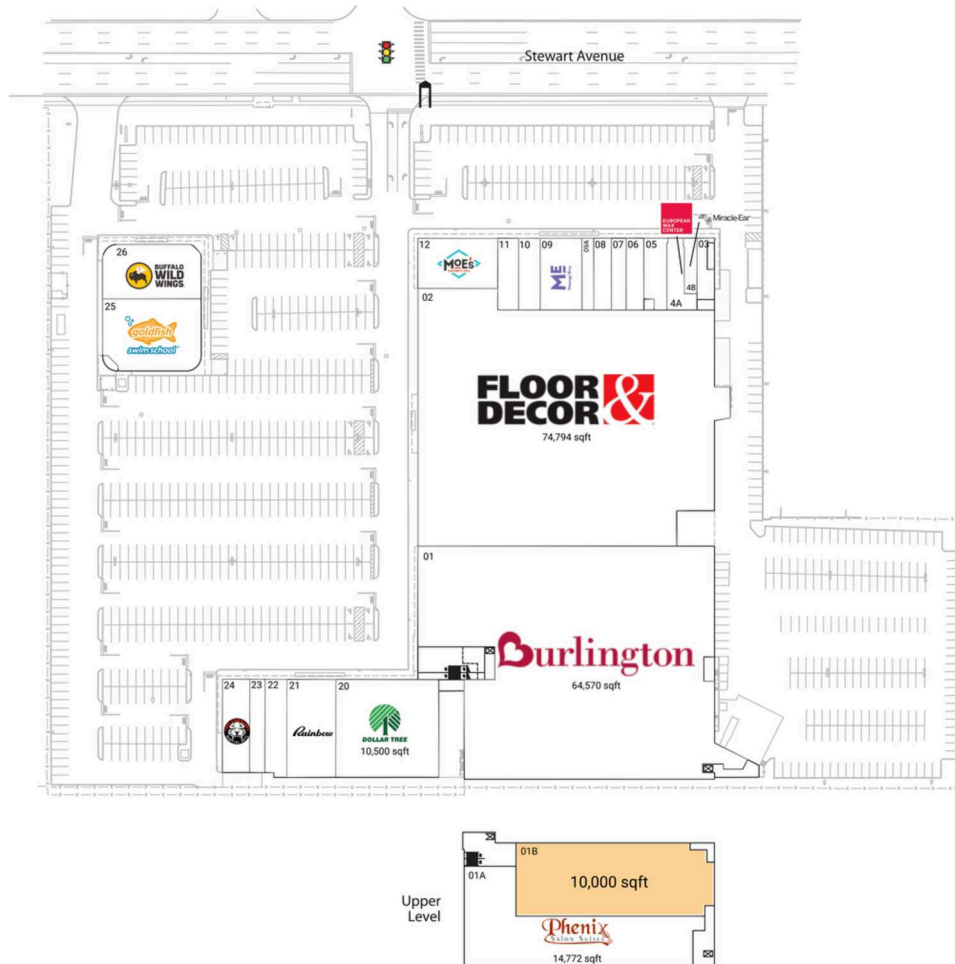 Stewart Avenue
EUROPEAN
WAX
CENTER
Miracle-Ear
26
BUFFALO
WILD
WINGS
25
goldfish
swim school
12
MOE'S
11
10
09
ME
09A
08
07
06
05
4A
4B
03
02
FLOOR &
DECOR
74,794 sqft
01
Burlington
64,570 sqft
24
23
22
21
Rainbow
20
DOLLAR TREE
10,500 sqft
Upper
Level
01A
01B
10,000 sqft
Phenix
Salon Suites
14,772 sqft